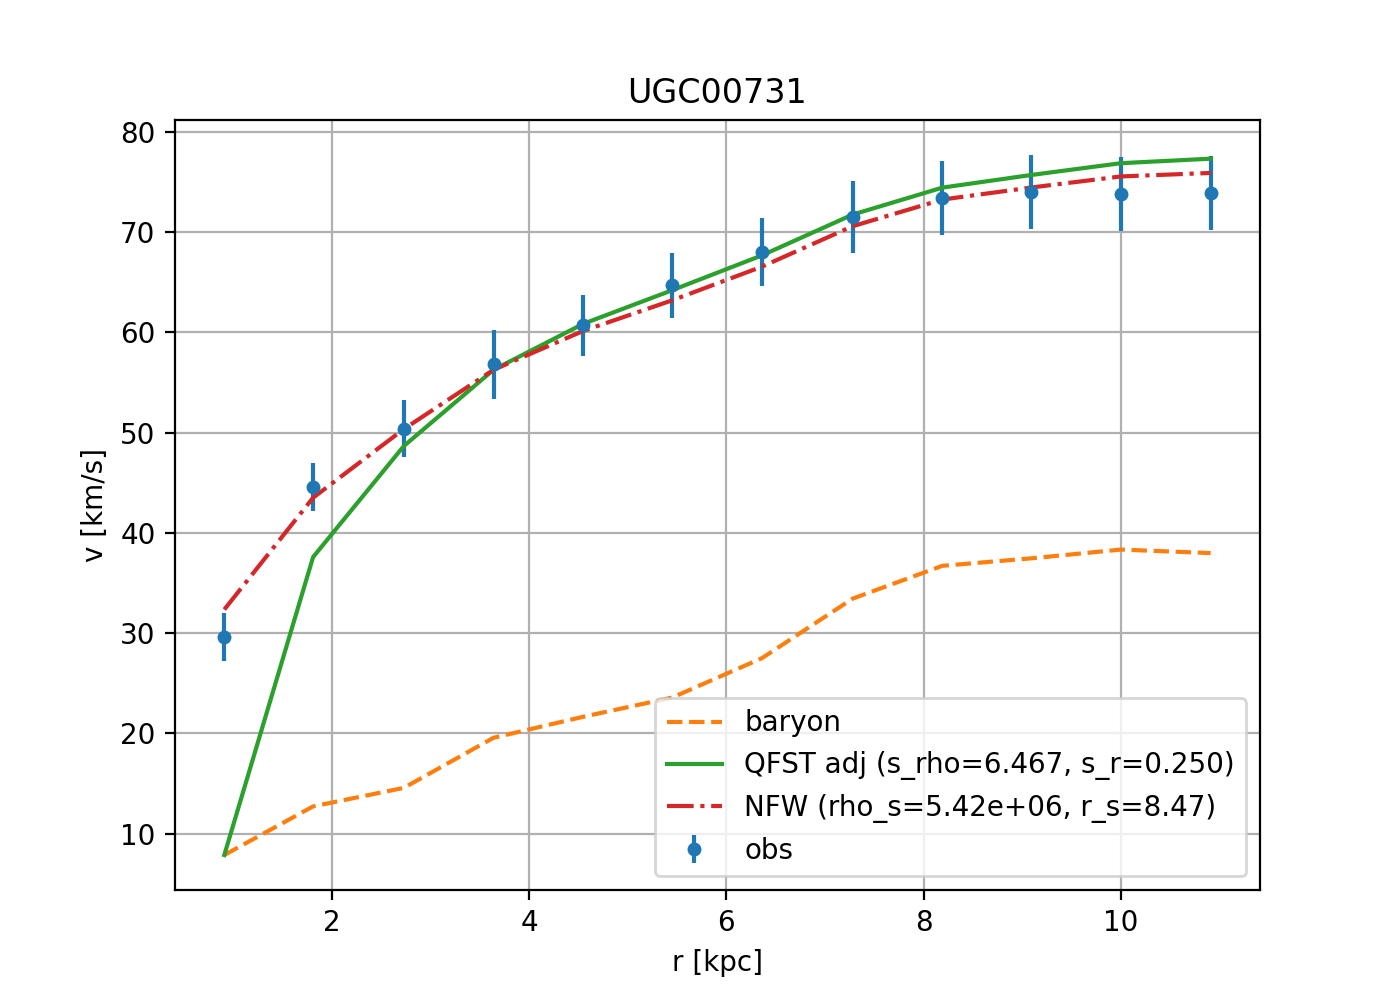 UGC00731
80
70
60
50
40
30
20
10
v [km/s]
baryon
QFST adj (s_rho=6.467, s_r=0.250)
NFW (rho_s=5.42e+06, r_s=8.47)
obs
2 4 6 8 10
r [kpc]